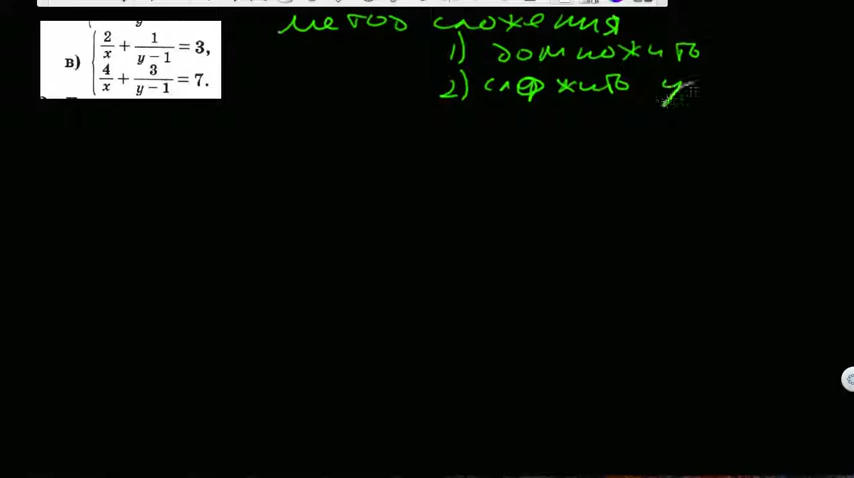 метод сложения
1) домножить
в) { 2/x + 1/(y − 1) = 3,
4/x + 3/(y − 1) = 7.
2) сложить у